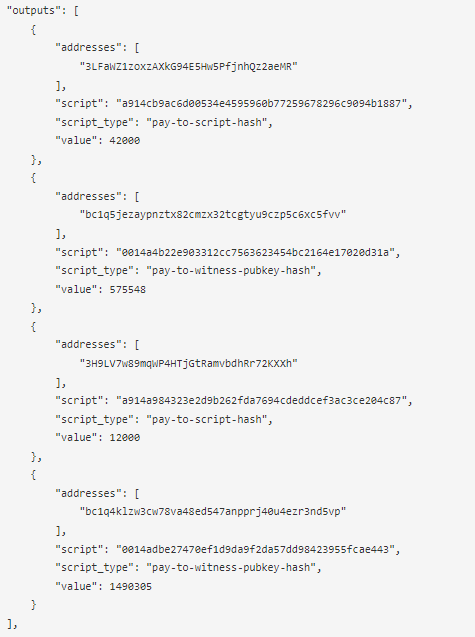 "outputs": [
{
"addresses": [
"3LFaWZ1zoxzAXkG94E5Hw5PfjnhQz2aeMR"
],
"script": "a914cb9ac6d00534e4595960b77259678296c9094b1887",
"script_type": "pay-to-script-hash",
"value": 42000
},
{
"addresses": [
"bc1q5jezaypnztx82cmzx32tcgtyu9czp5c6xc5fvv"
],
"script": "0014a4b22e903312cc7563623454bc2164e17020d31a",
"script_type": "pay-to-witness-pubkey-hash",
"value": 575548
},
{
"addresses": [
"3H9LV7w89mqWP4HTjGtRamvbdhRr72KXXh"
],
"script": "a914a984323e2d9b262fda7694cdeddcef3ac3ce204c87",
"script_type": "pay-to-script-hash",
"value": 12000
},
{
"addresses": [
"bc1q4klzw3cw78va48ed547anpprj40u4ezr3nd5vp"
],
"script": "0014adbe27470ef1d9da9f2da57dd98423955fcae443",
"script_type": "pay-to-witness-pubkey-hash",
"value": 1490305
}
],